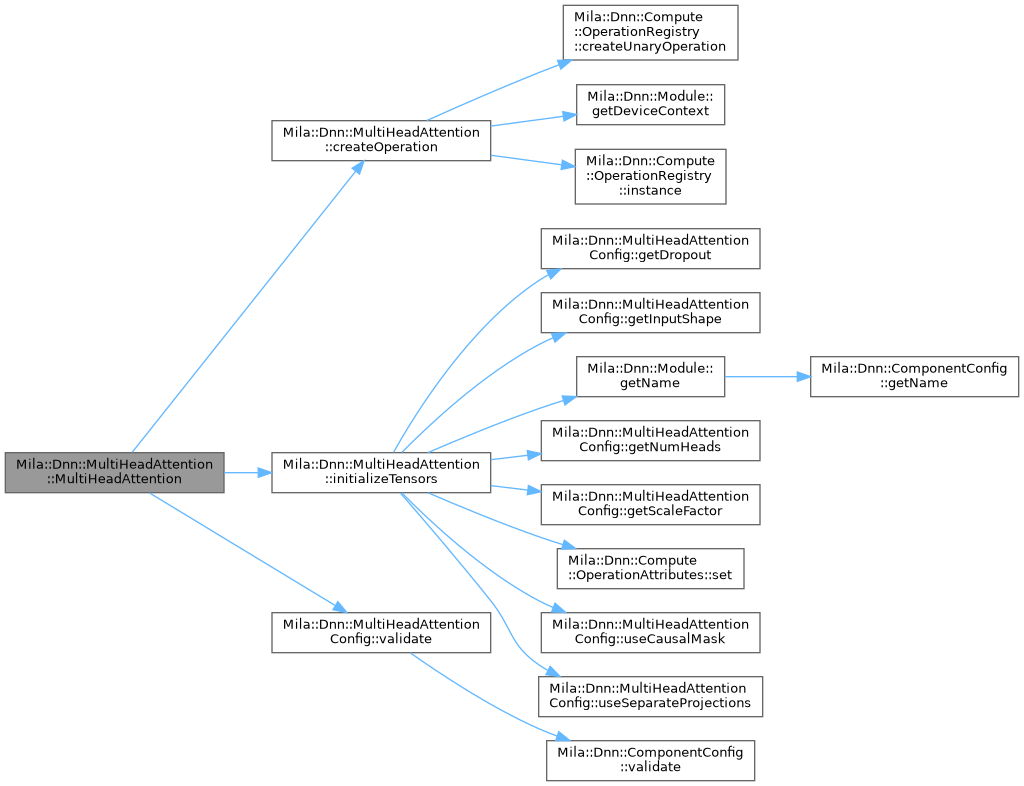 Mila::Dnn::Compute
::OperationRegistry
::createUnaryOperation
Mila::Dnn::Module::
getDeviceContext
Mila::Dnn::MultiHeadAttention
::createOperation
Mila::Dnn::Compute
::OperationRegistry
::instance
Mila::Dnn::MultiHeadAttention
Config::getDropout
Mila::Dnn::MultiHeadAttention
Config::getInputShape
Mila::Dnn::Module::
getName
Mila::Dnn::ComponentConfig
::getName
Mila::Dnn::MultiHeadAttention
Config::getNumHeads
Mila::Dnn::MultiHeadAttention
::MultiHeadAttention
Mila::Dnn::MultiHeadAttention
::initializeTensors
Mila::Dnn::MultiHeadAttention
Config::getScaleFactor
Mila::Dnn::Compute
::OperationAttributes::set
Mila::Dnn::MultiHeadAttention
Config::validate
Mila::Dnn::MultiHeadAttention
Config::useCausalMask
Mila::Dnn::MultiHeadAttention
Config::useSeparateProjections
Mila::Dnn::ComponentConfig
::validate